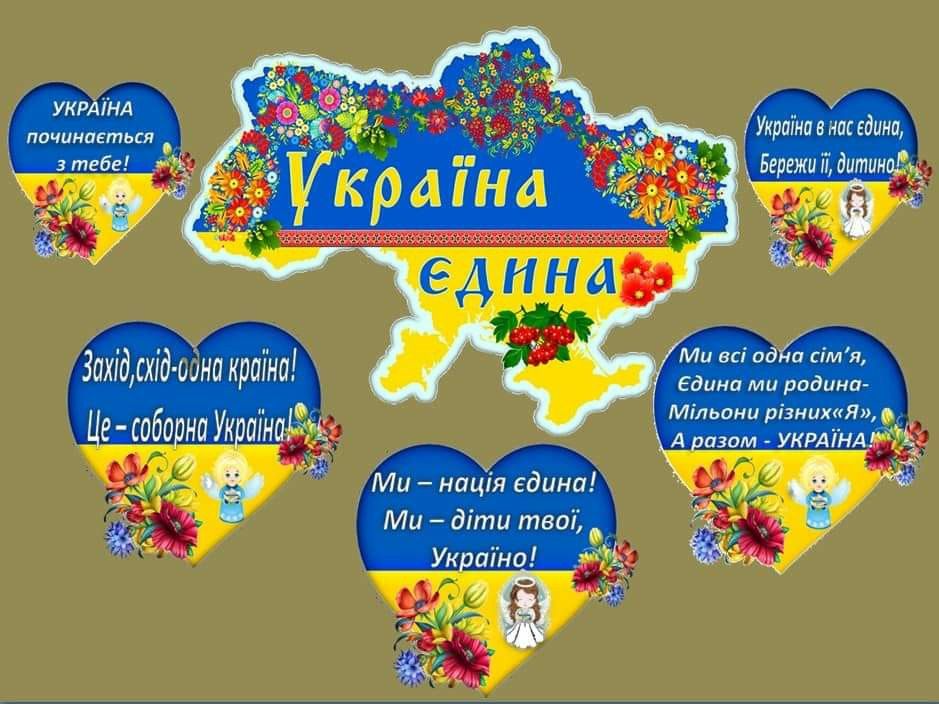 Україна
єдина
УКРАЇНА
починається
з тебе!
Україна в нас єдина,
Бережи її, дитино!
Захід,схід-одна країна!
Це – соборна Україна!
Ми всі одна сім’я,
Єдина ми родина-
Мільони різних«Я»,
А разом - УКРАЇНА!
Ми – нація єдина!
Ми – діти твої,
Україно!